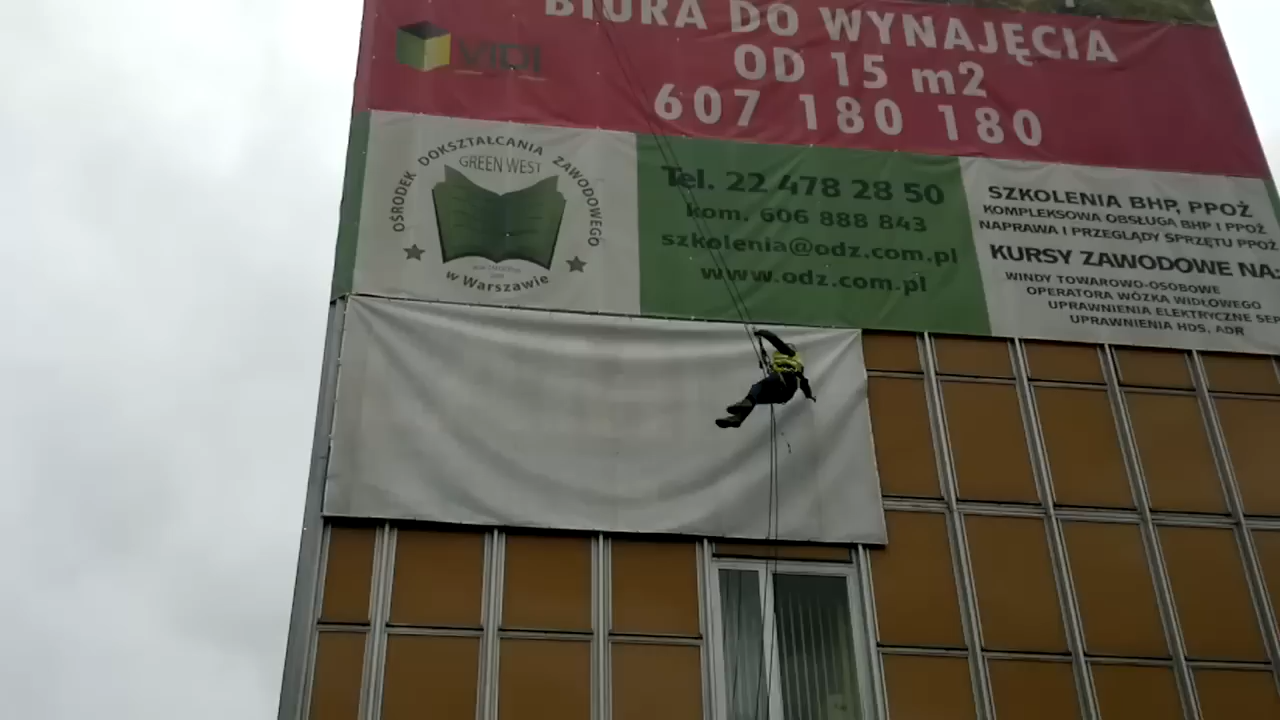 BIURA DO WYNAJĘCIA
OD 15 m2
607 180 180
VIDI
OŚRODEK DOKSZTAŁCANIA ZAWODOWEGO
GREEN WEST
w Warszawie
Tel. 22 478 28 50
kom. 606 888 843
szkolenia@odz.com.pl
www.odz.com.pl
SZKOLENIA BHP, PPOŻ
KOMPLEKSOWA OBSŁUGA BHP I PPOŻ
NAPRAWA I PRZEGLĄDY SPRZĘTU PPOŻ
KURSY ZAWODOWE NA:
WINDY TOWAROWO-OSOBOWE
OPERATORA WÓZKA WIDŁOWEGO
UPRAWNIENIA ELEKTRYCZNE SEP
UPRAWNIENIA HDS, ADR